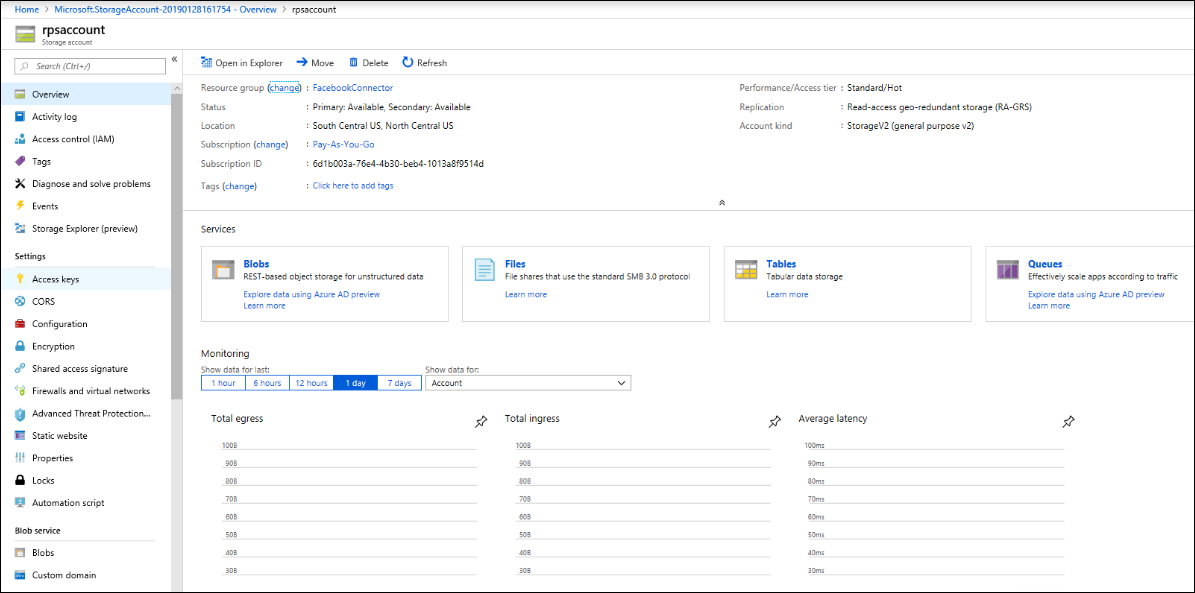 Home > Microsoft.StorageAccount-20190128161754 - Overview > rpsaccount
rpsaccount
Storage account
Search (Ctrl+/)
«
Overview
Activity log
Access control (IAM)
Tags
Diagnose and solve problems
Events
Storage Explorer (preview)
Settings
Access keys
CORS
Configuration
Encryption
Shared access signature
Firewalls and virtual networks
Advanced Threat Protection...
Static website
Properties
Locks
Automation script
Blob service
Blobs
Custom domain
Open in Explorer Move Delete Refresh
Resource group (change) : FacebookConnector
Status : Primary: Available, Secondary: Available
Location : South Central US, North Central US
Subscription (change) : Pay-As-You-Go
Subscription ID : 6d1b003a-76e4-4b30-beb4-1013a8f9514d
Tags (change) : Click here to add tags
Performance/Access tier : Standard/Hot
Replication : Read-access geo-redundant storage (RA-GRS)
Account kind : StorageV2 (general purpose v2)
Services
Blobs
REST-based object storage for unstructured data
Explore data using Azure AD preview
Learn more
Files
File shares that use the standard SMB 3.0 protocol
Learn more
Tables
Tabular data storage
Learn more
Queues
Effectively scale apps according to traffic
Explore data using Azure AD preview
Learn more
Monitoring
Show data for last:
1 hour 6 hours 12 hours 1 day 7 days
Show data for:
Account
Total egress
100B
90B
80B
70B
60B
50B
40B
30B
Total ingress
100B
90B
80B
70B
60B
50B
40B
30B
Average latency
100ms
90ms
80ms
70ms
60ms
50ms
40ms
30ms